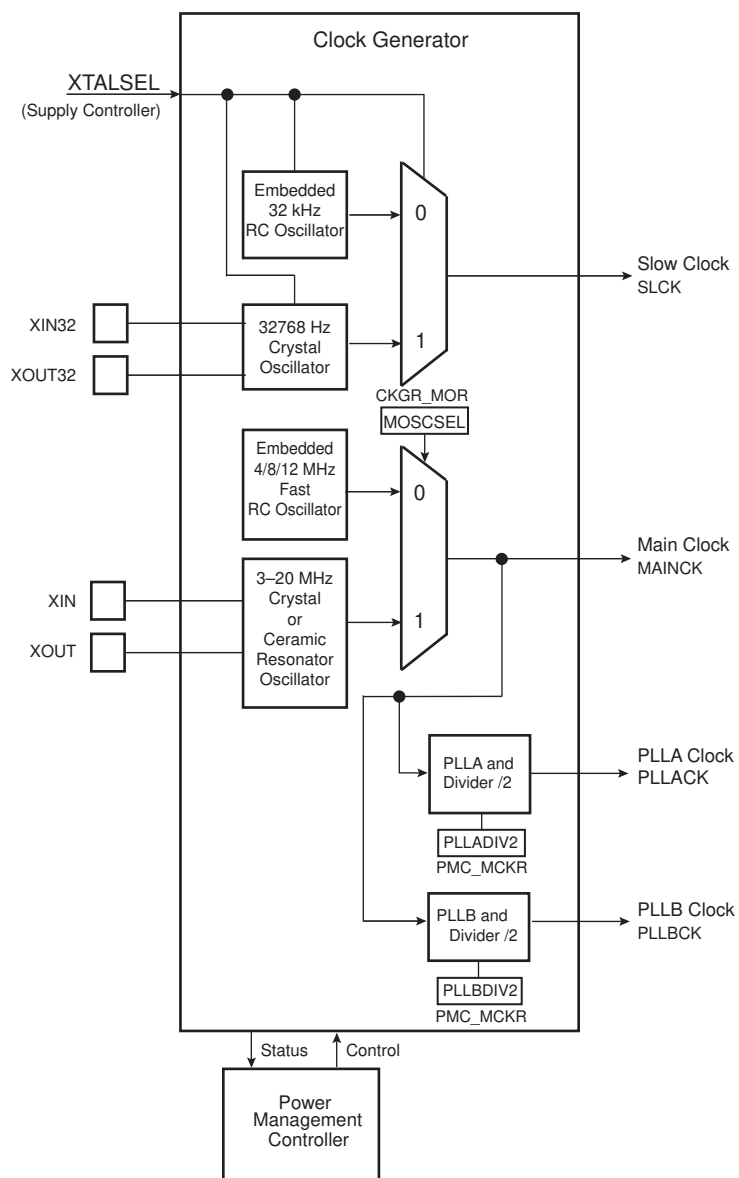 Clock Generator
XTALSEL
(Supply Controller)
Embedded
32 kHz
RC Oscillator
0
Slow Clock
SLCK
XIN32
XOUT32
32768 Hz
Crystal
Oscillator
1
CKGR_MOR
MOSCSEL
Embedded
4/8/12 MHz
Fast
RC Oscillator
0
Main Clock
MAINCK
XIN
XOUT
3–20 MHz
Crystal
or
Ceramic
Resonator
Oscillator
1
PLLA and
Divider /2
PLLA Clock
PLLACK
PLLADIV2
PMC_MCKR
PLLB and
Divider /2
PLLB Clock
PLLBCK
PLLBDIV2
PMC_MCKR
Status
Control
Power
Management
Controller